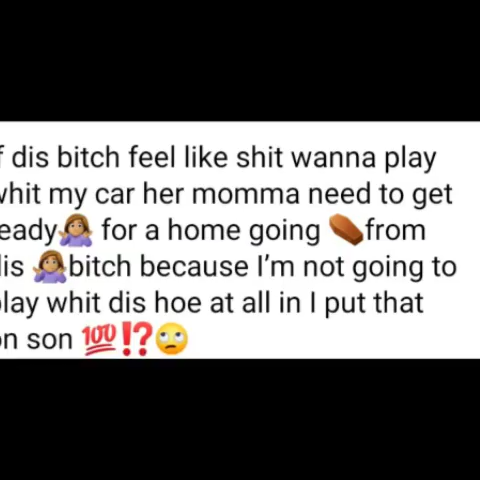 f dis bitch feel like shit wanna play
whit my car her momma need to get
eady🤷🏽‍♀️ for a home going ⚰️from
dis 🤷🏽‍♀️bitch because I'm not going to
play whit dis hoe at all in I put that
on son 💯⁉️🙄